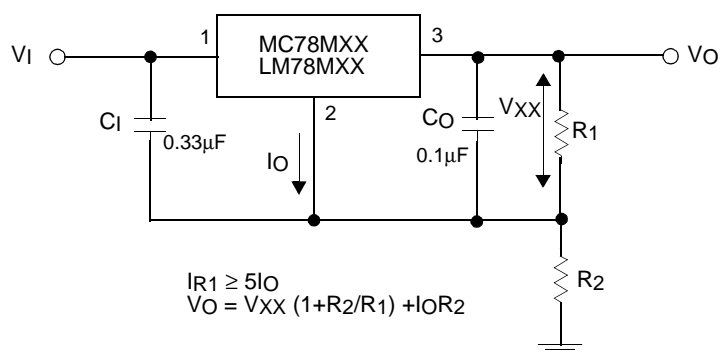 1
MC78MXX
LM78MXX
3
VI
VO
CI
0.33µF
2
IO
CO
0.1µF
VXX
R1
IR1 ≥ 5IO
VO = VXX (1+R2/R1) +IOR2
R2